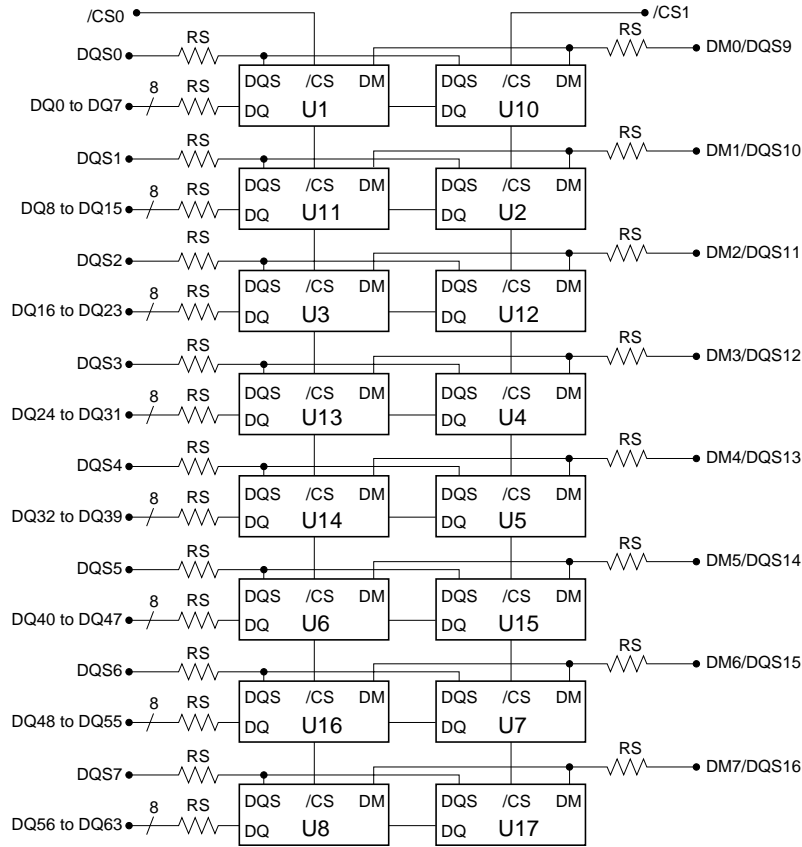 /CS0 /CS1
RS RS
DQS0 DM0/DQS9
8 RS DQS /CS DM DQS /CS DM
DQ0 to DQ7 DQ U1 DQ U10
RS RS
DQS1 DM1/DQS10
8 RS DQS /CS DM DQS /CS DM
DQ8 to DQ15 DQ U11 DQ U2
RS RS
DQS2 DM2/DQS11
8 RS DQS /CS DM DQS /CS DM
DQ16 to DQ23 DQ U3 DQ U12
RS RS
DQS3 DM3/DQS12
8 RS DQS /CS DM DQS /CS DM
DQ24 to DQ31 DQ U13 DQ U4
RS RS
DQS4 DM4/DQS13
8 RS DQS /CS DM DQS /CS DM
DQ32 to DQ39 DQ U14 DQ U5
RS RS
DQS5 DM5/DQS14
8 RS DQS /CS DM DQS /CS DM
DQ40 to DQ47 DQ U6 DQ U15
RS RS
DQS6 DM6/DQS15
8 RS DQS /CS DM DQS /CS DM
DQ48 to DQ55 DQ U16 DQ U7
RS RS
DQS7 DM7/DQS16
8 RS DQS /CS DM DQS /CS DM
DQ56 to DQ63 DQ U8 DQ U17